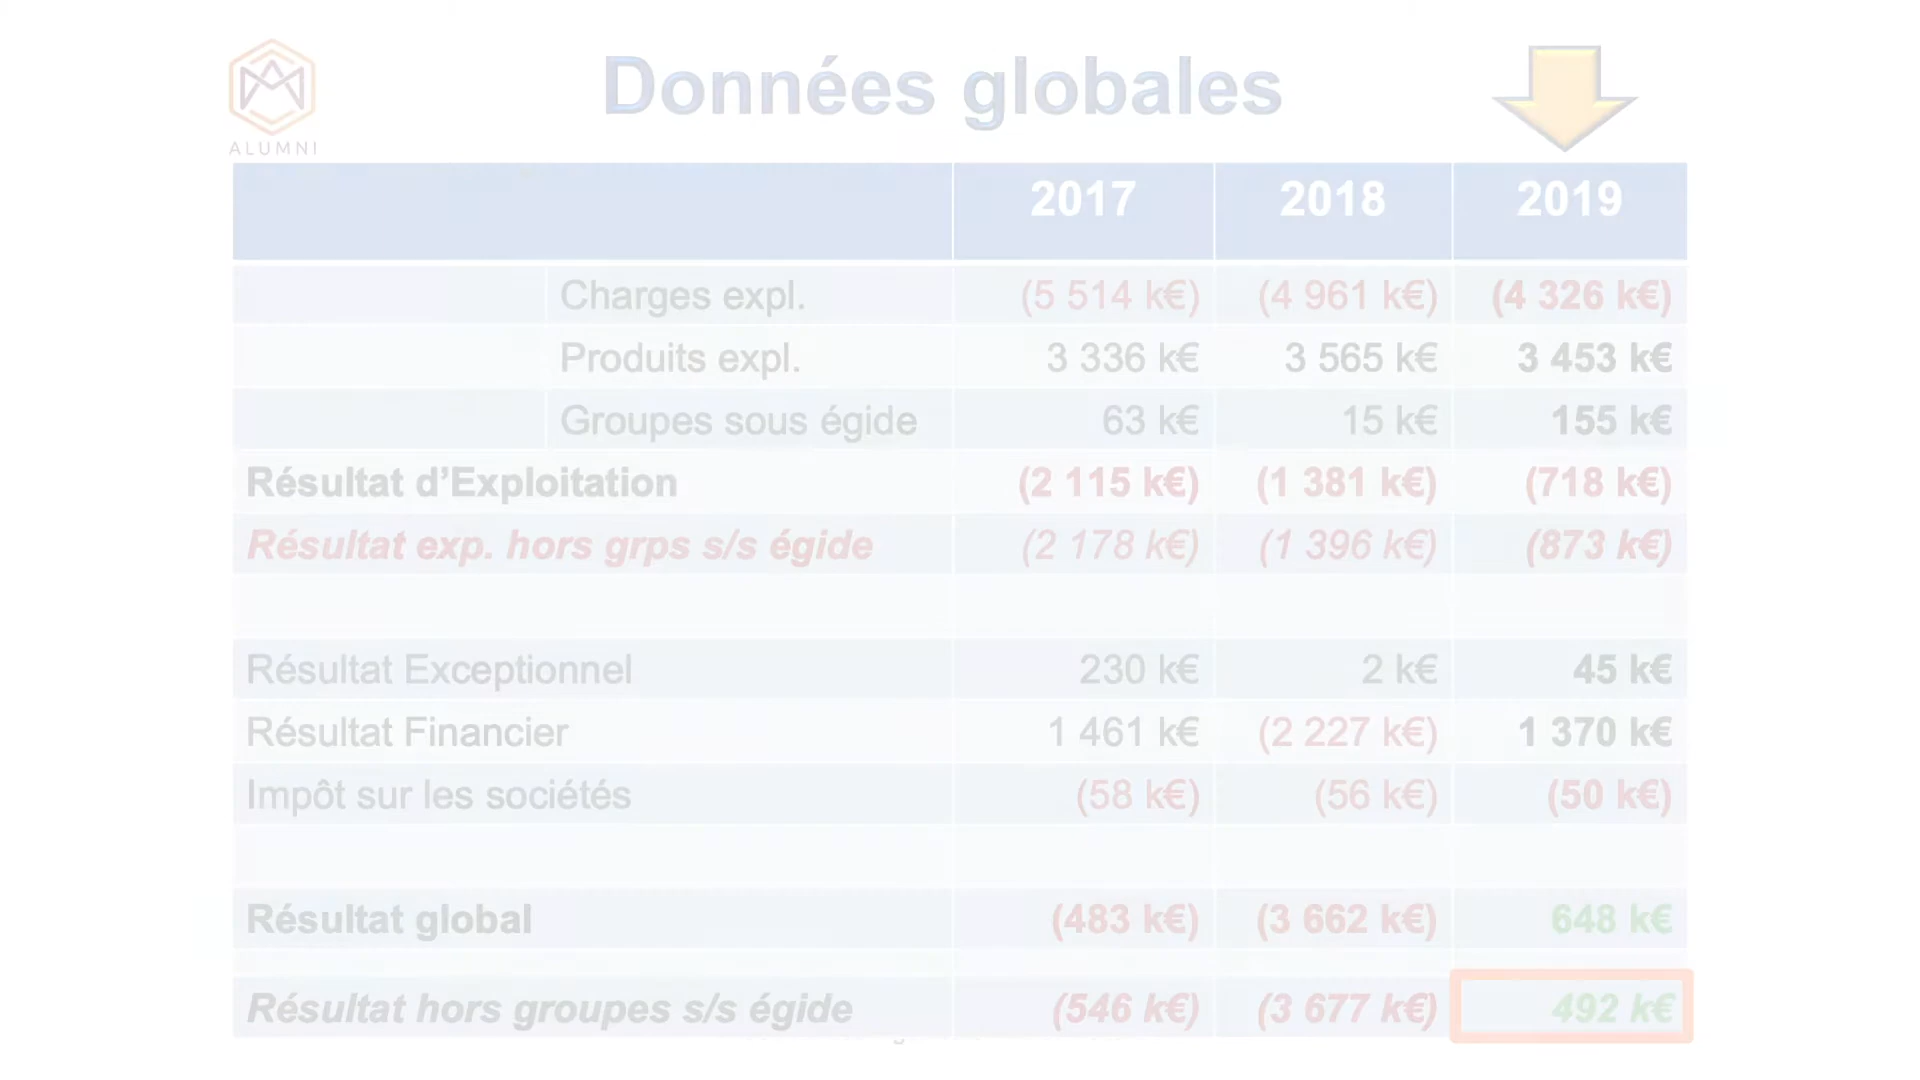 ALUMNI
Données globales
2017 2018 2019
Charges expl. (5 514 k€) (4 961 k€) (4 326 k€)
Produits expl. 3 336 k€ 3 565 k€ 3 453 k€
Groupes sous égide 63 k€ 15 k€ 155 k€
Résultat d’Exploitation (2 115 k€) (1 381 k€) (718 k€)
Résultat exp. hors grps s/s égide (2 178 k€) (1 396 k€) (873 k€)
Résultat Exceptionnel 230 k€ 2 k€ 45 k€
Résultat Financier 1 461 k€ (2 227 k€) 1 370 k€
Impôt sur les sociétés (58 k€) (56 k€) (50 k€)
Résultat global (483 k€) (3 662 k€) 648 k€
Résultat hors groupes s/s égide (546 k€) (3 677 k€) 492 k€